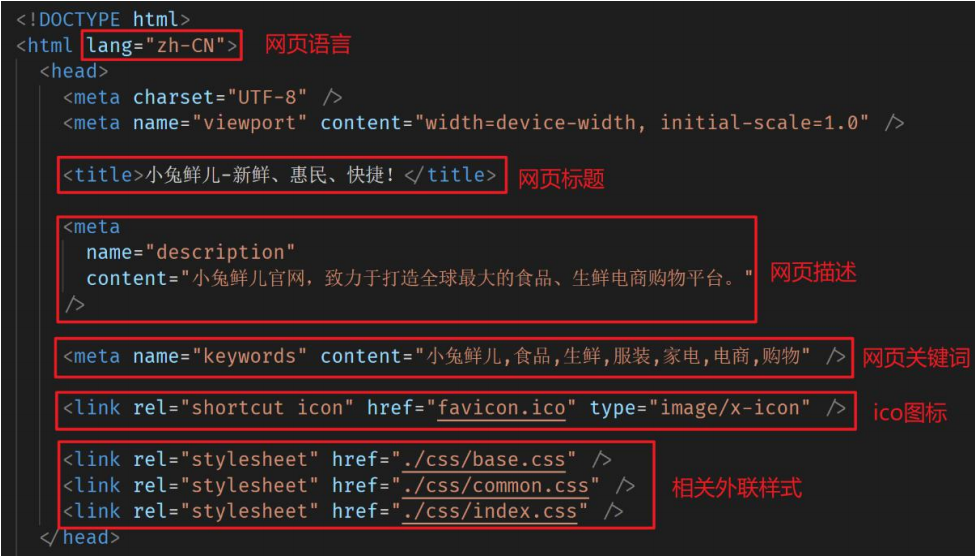 <!DOCTYPE html>
<html lang="zh-CN"> 网页语言
<head>
<meta charset="UTF-8" />
<meta name="viewport" content="width=device-width, initial-scale=1.0" />
<title>小兔鲜儿-新鲜、惠民、快捷!</title> 网页标题
<meta
name="description"
content="小兔鲜儿官网，致力于打造全球最大的食品、生鲜电商购物平台。" 网页描述
/>
<meta name="keywords" content="小兔鲜儿,食品,生鲜,服装,家电,电商,购物" /> 网页关键词
<link rel="shortcut icon" href="favicon.ico" type="image/x-icon" /> ico图标
<link rel="stylesheet" href="./css/base.css" />
<link rel="stylesheet" href="./css/common.css" /> 相关外联样式
<link rel="stylesheet" href="./css/index.css" />
</head>